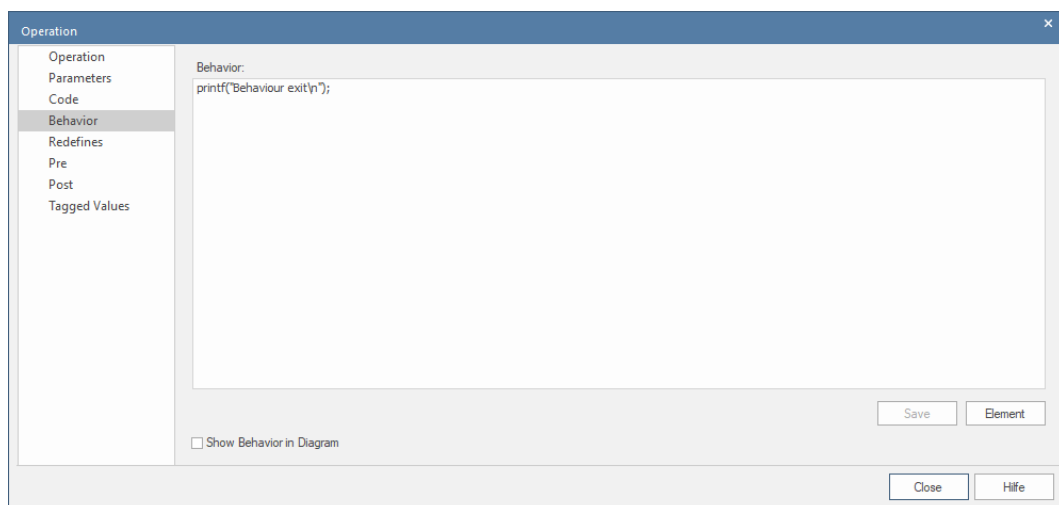 Operation
×
Operation
Parameters
Code
Behavior
Redefines
Pre
Post
Tagged Values
Behavior:
printf("Behaviour exit\n");
Save
Element
Show Behavior in Diagram
Close
Hilfe